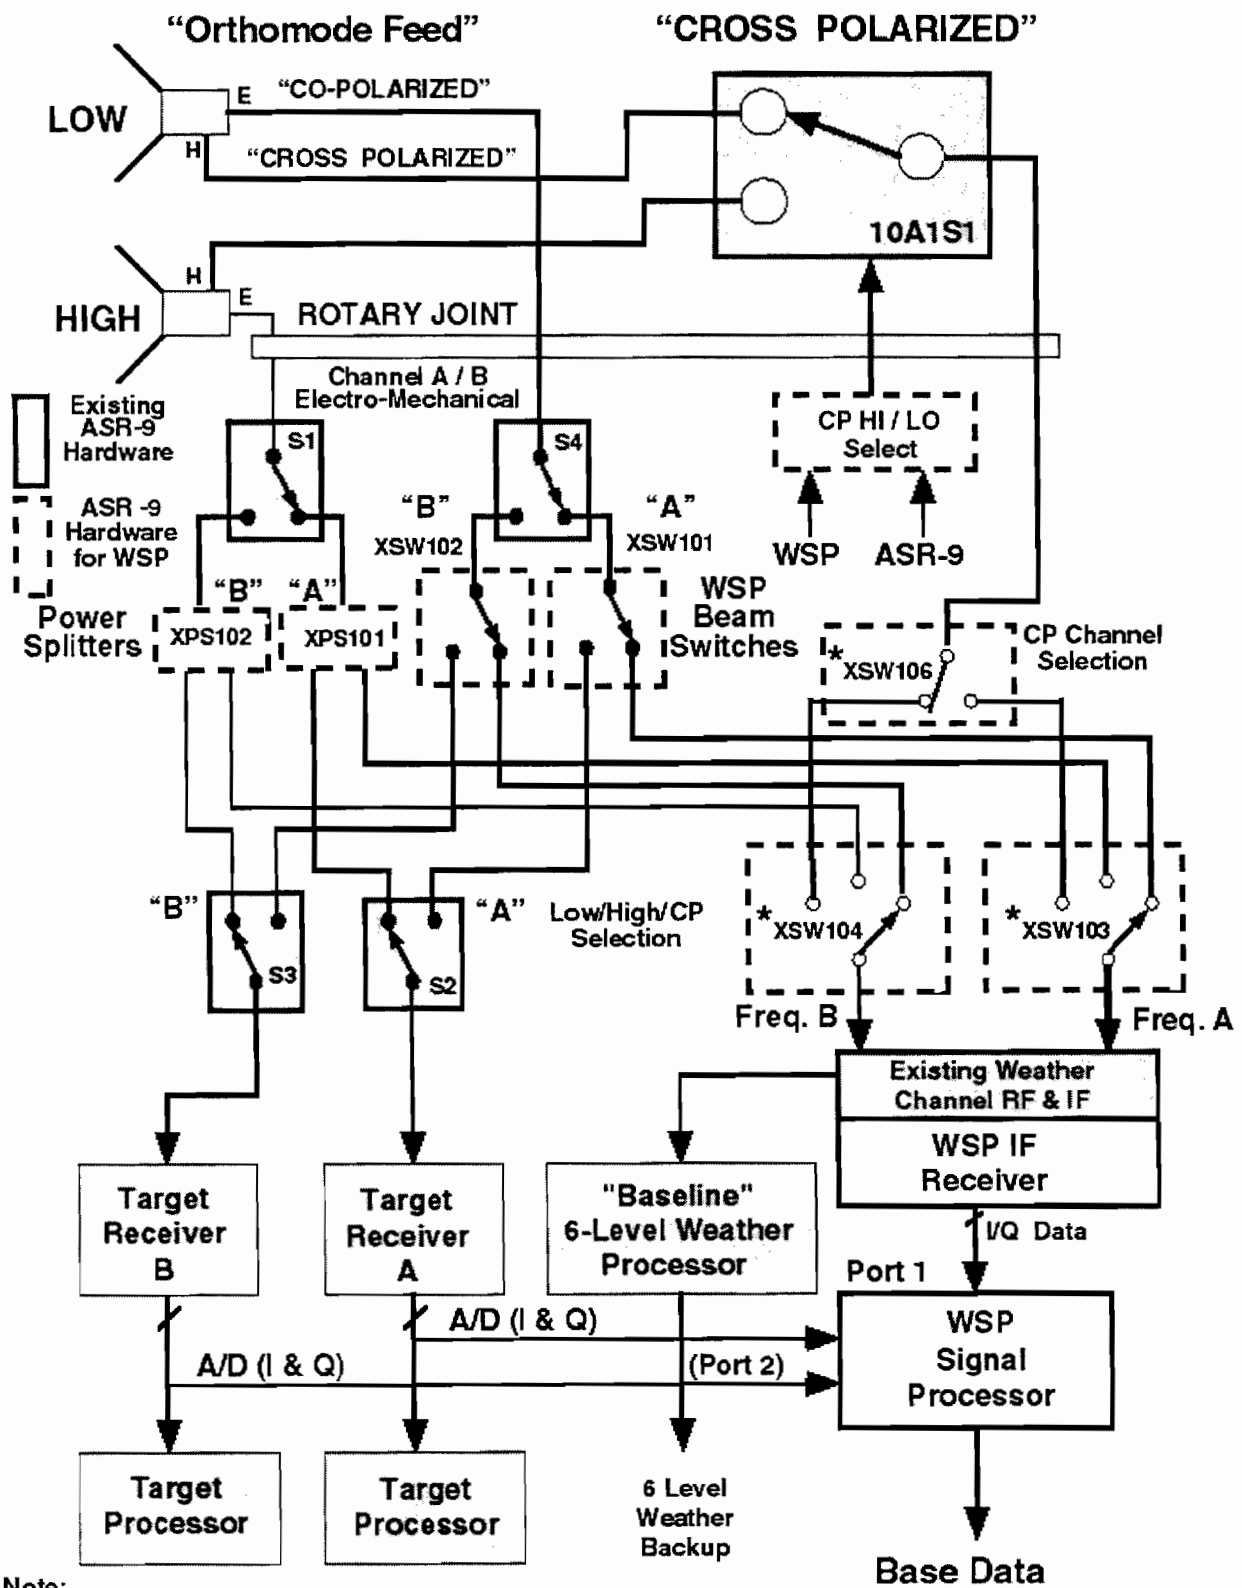 "Orthomode Feed"
"CROSS POLARIZED"
E
"CO-POLARIZED"
LOW
H
"CROSS POLARIZED"
10A1S1
H
E
HIGH
ROTARY JOINT
Channel A / B
Electro-Mechanical
Existing
ASR-9
Hardware
CP HI / LO
Select
S1
S4
ASR -9
Hardware
for WSP
"B"
XSW102
"A"
XSW101
WSP
ASR-9
"B"
"A"
Power
Splitters
XPS102
XPS101
WSP
Beam
Switches
*
XSW106
CP Channel
Selection
"B"
S3
"A"
S2
Low/High/CP
Selection
*
XSW104
*
XSW103
Freq. B
Freq. A
Existing Weather
Channel RF & IF
WSP IF
Receiver
Target
Receiver
B
Target
Receiver
A
"Baseline"
6-Level Weather
Processor
I/Q Data
Port 1
A/D (I & Q)
A/D (I & Q)
(Port 2)
WSP
Signal
Processor
Target
Processor
Target
Processor
6 Level
Weather
Backup
Base Data
Note: